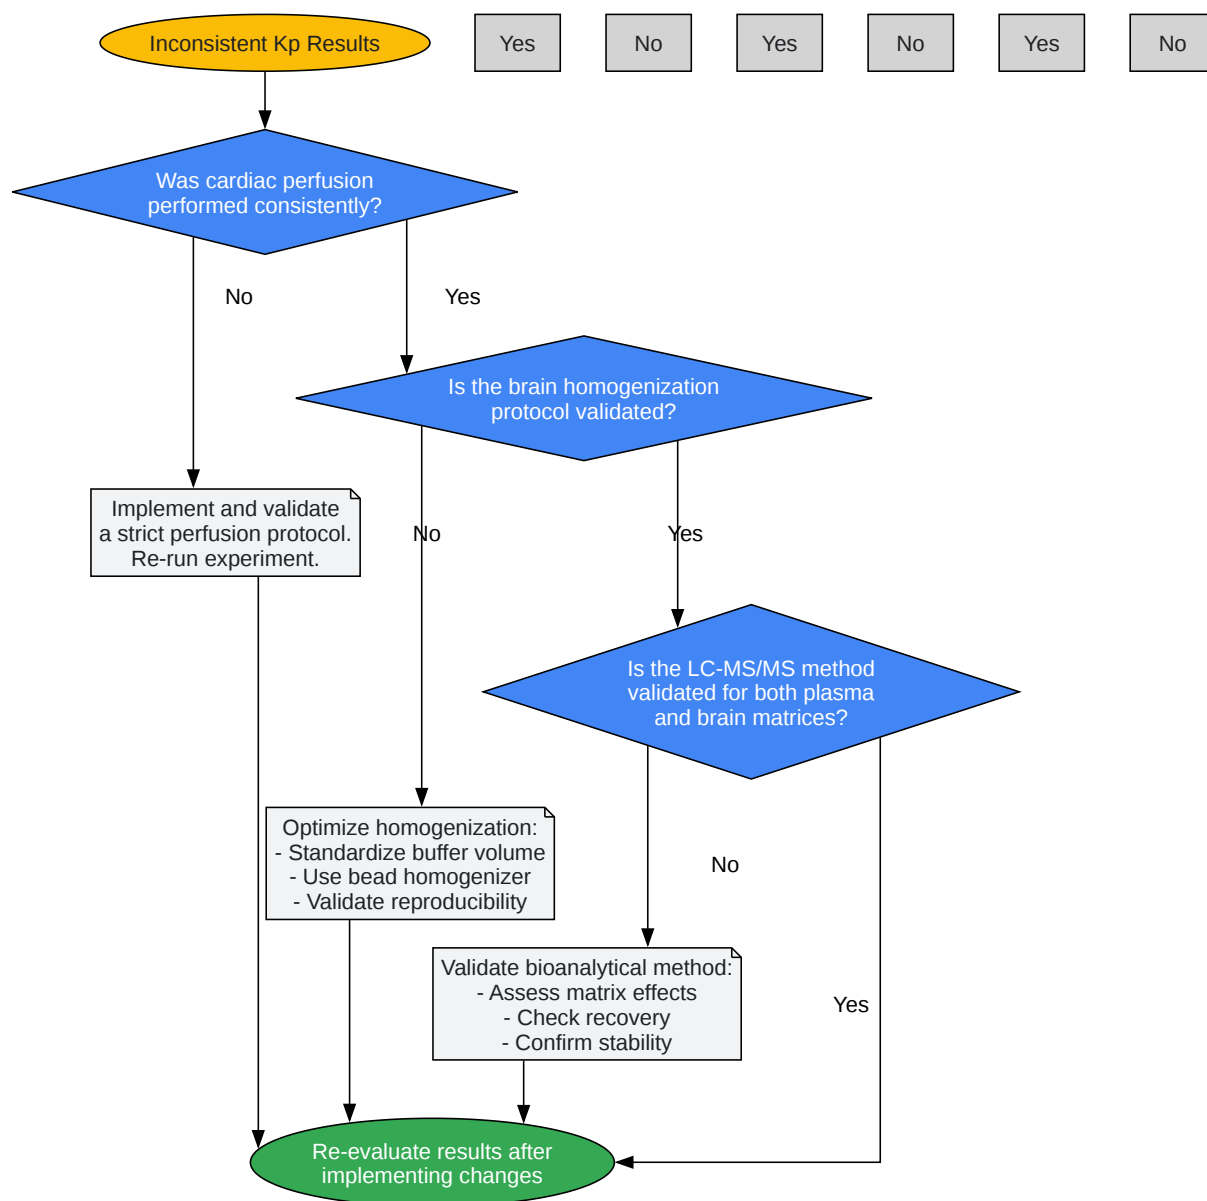 Inconsistent Kp Results
Yes
No
Yes
No
Yes
No
Was cardiac perfusion
performed consistently?
No
Yes
Is the brain homogenization
protocol validated?
Implement and validate
a strict perfusion protocol.
Re-run experiment.
No
Yes
Is the LC-MS/MS method
validated for both plasma
and brain matrices?
Optimize homogenization:
- Standardize buffer volume
- Use bead homogenizer
- Validate reproducibility
No
Validate bioanalytical method:
- Assess matrix effects
- Check recovery
- Confirm stability
Yes
Re-evaluate results after
implementing changes